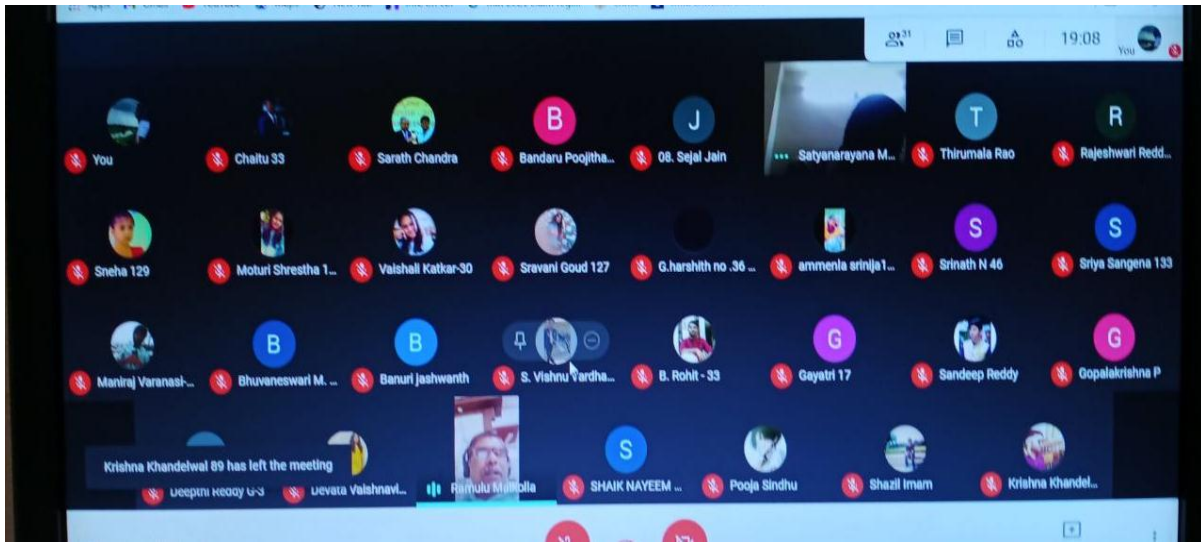 31
19:08
You
B
J
T
R
You
Chaitu 33
Sarath Chandra
Bandaru Poojitha...
08. Sejal Jain
Satyanarayana M...
Thirumala Rao
Rajeshwari Redd...
S
S
Sneha 129
Moturi Shrestha 1...
Vaishali Katkar-30
Sravani Goud 127
G.harshith no .36 ...
ammenla srinija1...
Srinath N 46
Sriya Sangena 133
B
B
G
G
Maniraj Varanasi-...
Bhuvaneswari M. ...
Banuri jashwanth
S. Vishnu Vardha...
B. Rohit - 33
Gayatri 17
Sandeep Reddy
Gopalakrishna P
S
Krishna Khandelwal 89 has left the meeting
Deepthi Reddy G-3
Devata Vaishnavi...
Ramulu Malkolla
SHAIK NAYEEM ...
Pooja Sindhu
Shazil Imam
Krishna Khandel...